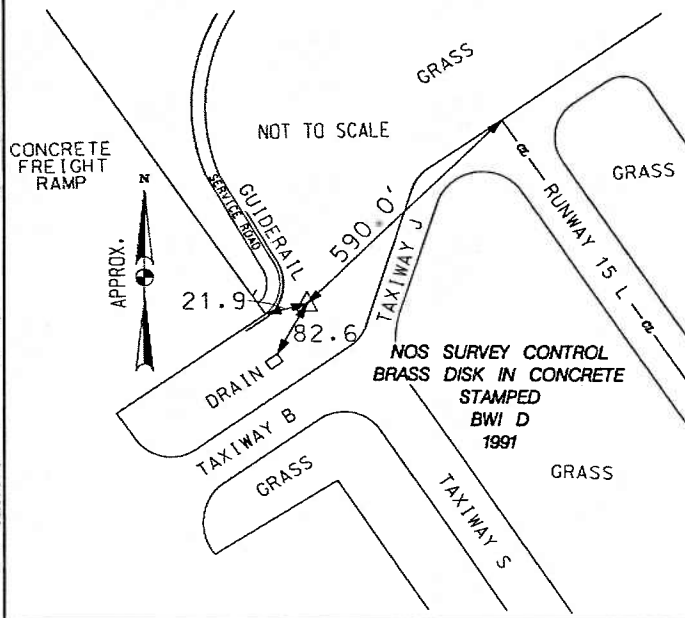 GRASS
NOT TO SCALE
CONCRETE
FREIGHT
RAMP
N
APPROX.
SERVICE ROAD
GUIDERAIL
590.0'
GRASS
RUNWAY 15 L
TAXIWAY J
21.9
82.6
DRAIN
NOS SURVEY CONTROL
BRASS DISK IN CONCRETE
STAMPED
BWI D
1991
TAXIWAY B
GRASS
GRASS
TAXIWAY S